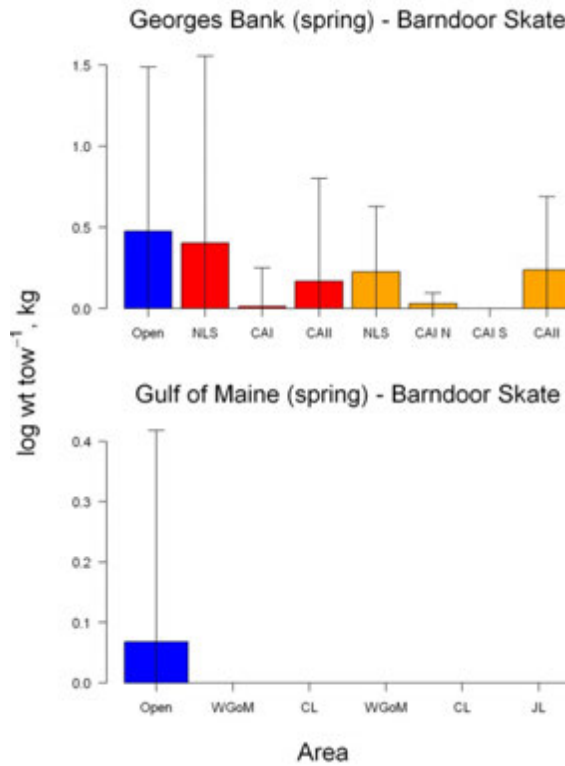 Georges Bank (spring) - Barndoor Skate
1.5
1.0
0.5
0.0
Open NLS CAI CAII NLS CAI N CAI S CAII
log wt tow⁻¹, kg
Gulf of Maine (spring) - Barndoor Skate
0.4
0.3
0.2
0.1
0.0
Open WGoM CL WGoM CL JL
Area